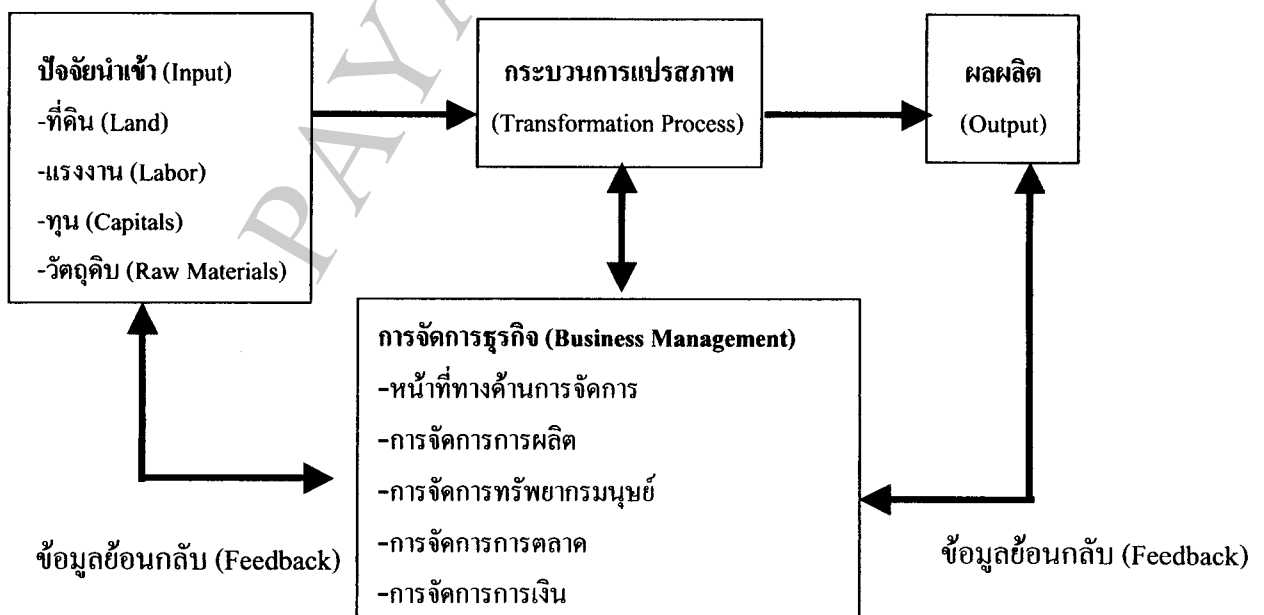 ปัจจัยนำเข้า (Input)
-ที่ดิน (Land)
-แรงงาน (Labor)
-ทุน (Capitals)
-วัตถุดิบ (Raw Materials)
กระบวนการแปรสภาพ
(Transformation Process)
ผลผลิต
(Output)
การจัดการธุรกิจ (Business Management)
-หน้าที่ทางด้านการจัดการ
-การจัดการการผลิต
-การจัดการทรัพยากรมนุษย์
-การจัดการการตลาด
-การจัดการการเงิน
ข้อมูลย้อนกลับ (Feedback)
ข้อมูลย้อนกลับ (Feedback)